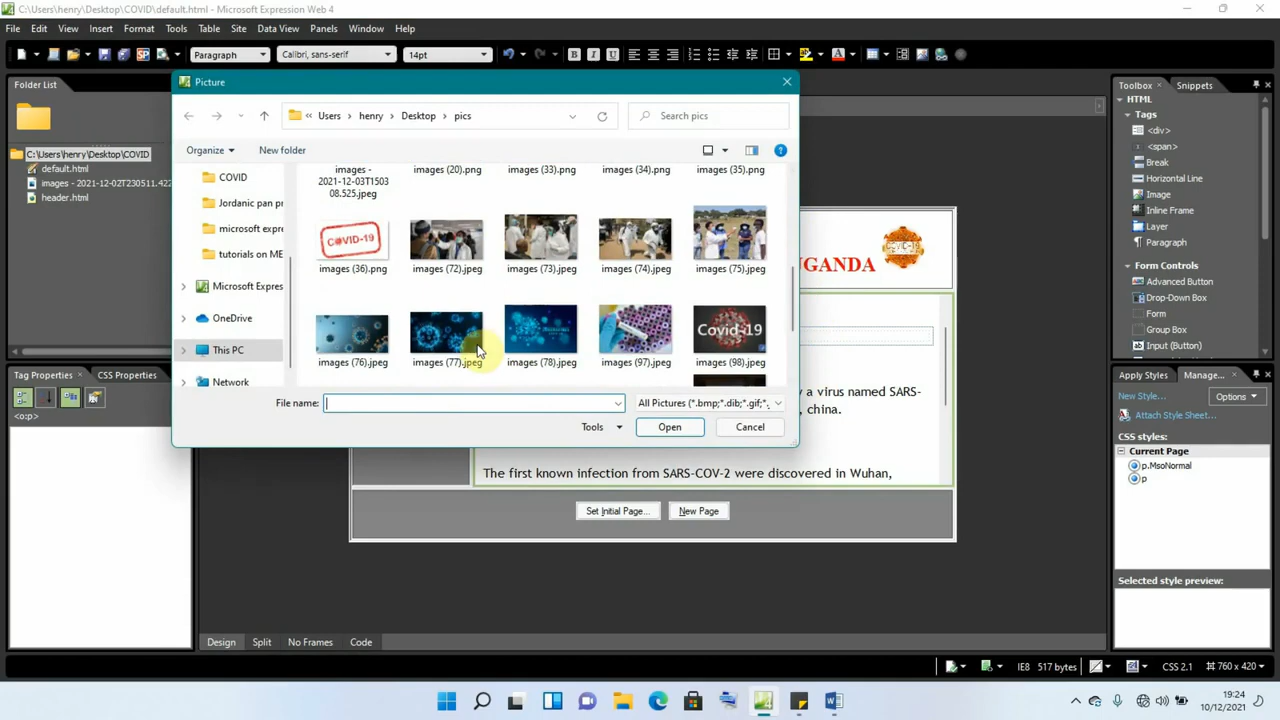 C:\Users\henry\Desktop\COVID\default.html - Microsoft Expression Web 4
File Edit View Insert Format Tools Table Site Data View Panels Window Help
Paragraph Calibri, sans-serif 14pt B I U
Folder List
C:\Users\henry\Desktop\COVID
default.html
images - 2021-12-02T230511.422
header.html
Picture
Users henry Desktop pics
Search pics
Organize New folder
COVID
Jordanic pan pr
microsoft expre
tutorials on ME
Microsoft Expres
OneDrive
This PC
Network
images -
2021-12-03T1503
08.525.jpeg
images (20).png
images (33).png
images (34).png
images (35).png
COVID-19
images (36).png
images (72).jpeg
images (73).jpeg
images (74).jpeg
images (75).jpeg
Covid-19
images (76).jpeg
images (77).jpeg
images (78).jpeg
images (97).jpeg
images (98).jpeg
File name:
All Pictures (*.bmp;*.dib;*.gif;*.
Tools Open Cancel
UGANDA
y a virus named SARS-
, china.
The first known infection from SARS-COV-2 were discovered in Wuhan,
Set Initial Page... New Page
Design Split No Frames Code
Tag Properties CSS Properties
<p>
Toolbox Snippets
HTML
Tags
<div>
<span>
Break
Horizontal Line
Image
Inline Frame
Layer
Paragraph
Form Controls
Advanced Button
Drop-Down Box
Form
Group Box
Input (Button)
Apply Styles Manage...
New Style... Options
Attach Style Sheet...
CSS styles:
Current Page
p.MsoNormal
p
Selected style preview:
IE8 517 bytes CSS 2.1 760 x 420
19:24
10/12/2021